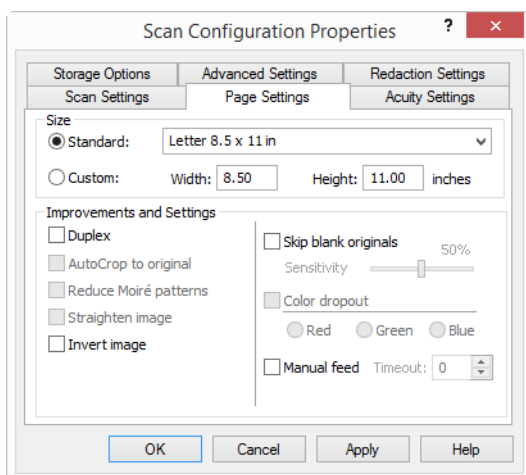 Scan Configuration Properties ? ×
Storage Options Advanced Settings Redaction Settings
Scan Settings Page Settings Acuity Settings
Size
Standard: Letter 8.5 x 11 in
Custom: Width: 8.50 Height: 11.00 inches
Improvements and Settings
Duplex
AutoCrop to original
Reduce Moiré patterns
Straighten image
Invert image
Skip blank originals
50%
Sensitivity
Color dropout
Red Green Blue
Manual feed Timeout: 0
OK Cancel Apply Help